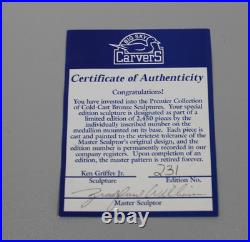 BIG SKY
Carvers
Certificate of Authenticity
Congratulations!
You have invested into the Premier Collection
of Cold-Cast Bronze Sculptures. Your special
edition sculpture is designated as part of a
limited edition of 2,450 pieces by the
individually inscribed number on the
medallion mounted on its base. Each piece is cast
and painted to the strictest tolerance of the
Master Sculptor's original design, and the
edition number permanently recorded in our
company registers. Upon completion of an
edition, the master pattern is retired forever.
Ken Griffey Jr. 231
Sculpture Edition No.
Master Sculptor
panoramio.com